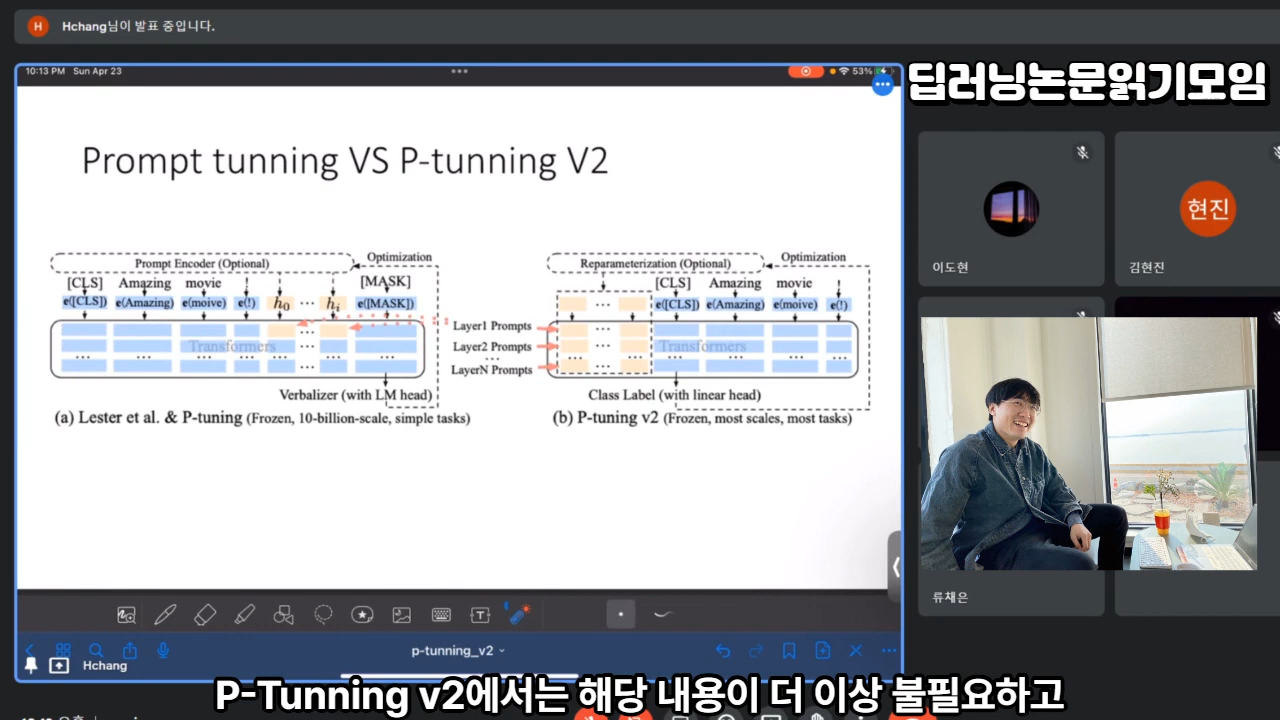 H Hchang님이 발표 중입니다.
10:13 PM Sun Apr 23
53%
딥러닝논문읽기모임
Prompt tunning VS P-tunning V2
Prompt Encoder (Optional)
Optimization
[CLS] Amazing movie ! [MASK]
e([CLS]) e(Amazing) e(moive) e(!) h0 ... hi e([MASK])
Transformers
... ... ... ... ... ... ...
Verbalizer (with LM head)
(a) Lester et al. & P-tuning (Frozen, 10-billion-scale, simple tasks)
Reparameterization (Optional)
Optimization
[CLS] Amazing movie !
... e([CLS]) e(Amazing) e(movie) e(!)
Layer1 Prompts
Layer2 Prompts
...
LayerN Prompts
Transformers
Class Label (with linear head)
(b) P-tuning v2 (Frozen, most scales, most tasks)
이도현
현진
김현진
류채은
T
p-tunning_v2
Hchang
P-Tunning v2에서는 해당 내용이 더 이상 불필요하고